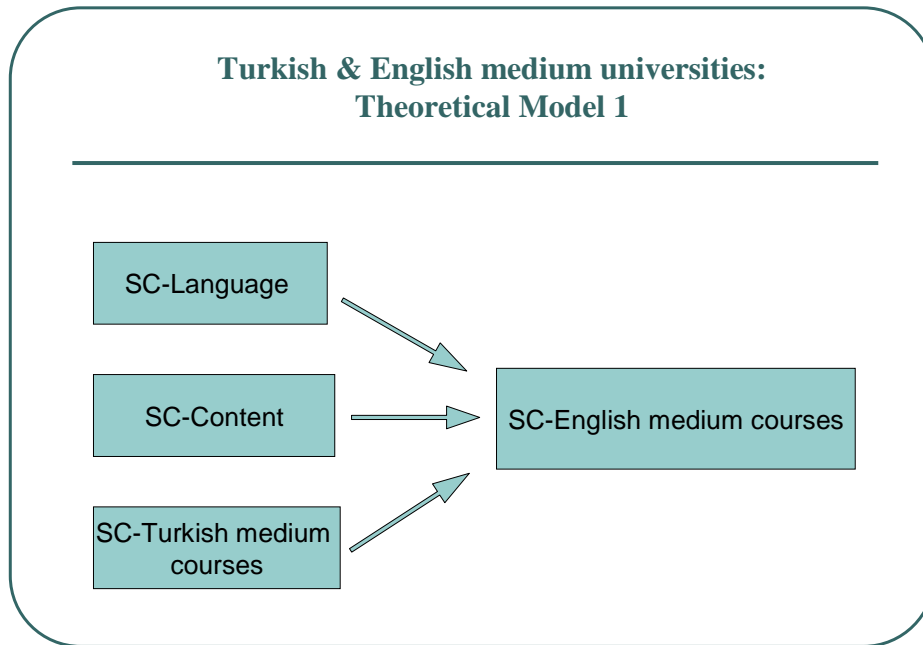 Turkish & English medium universities:
Theoretical Model 1
SC-Language
SC-Content
SC-English medium courses
SC-Turkish medium
courses